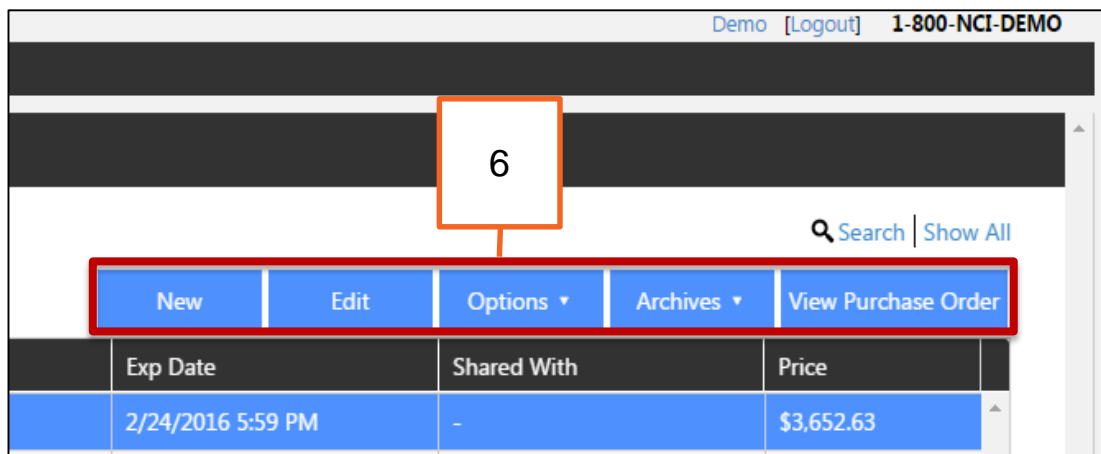 Demo [Logout] 1-800-NCI-DEMO
6
Search | Show All
New Edit Options ▾ Archives ▾ View Purchase Order
Exp Date Shared With Price
2/24/2016 5:59 PM - $3,652.63